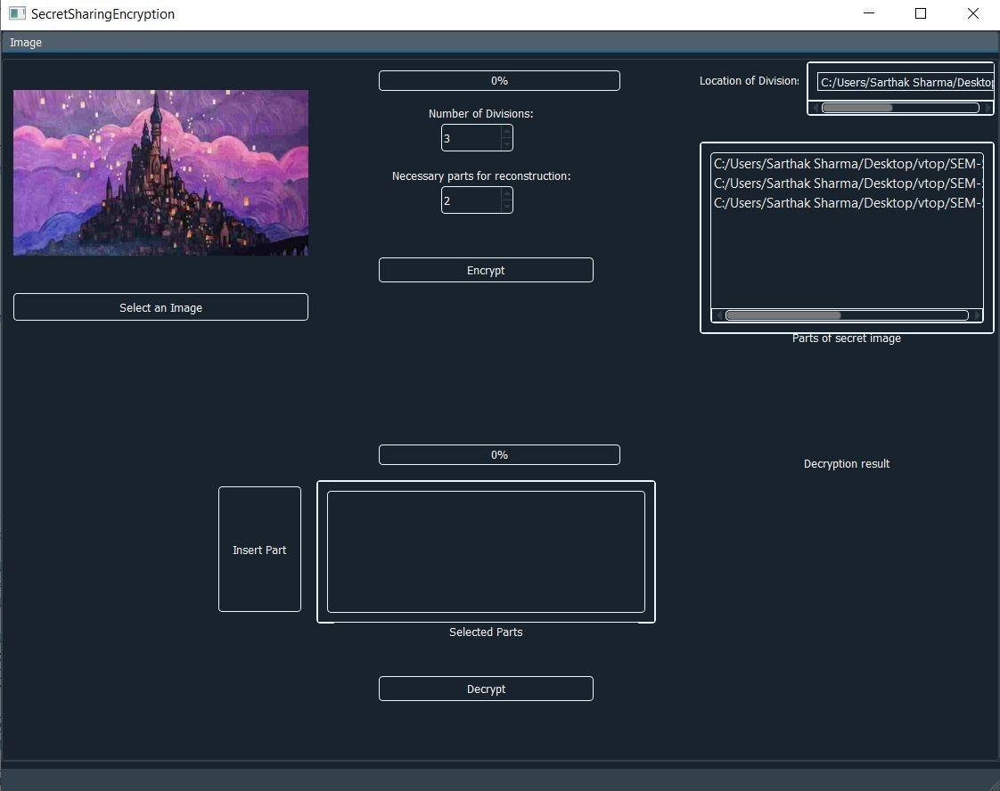 SecretSharingEncryption
Image
0%
Location of Division:
C:/Users/Sarthak Sharma/Desktop
Number of Divisions:
3
Necessary parts for reconstruction:
2
C:/Users/Sarthak Sharma/Desktop/vtop/SEM-
C:/Users/Sarthak Sharma/Desktop/vtop/SEM-
C:/Users/Sarthak Sharma/Desktop/vtop/SEM-
Encrypt
Select an Image
Parts of secret image
0%
Decryption result
Insert Part
Selected Parts
Decrypt